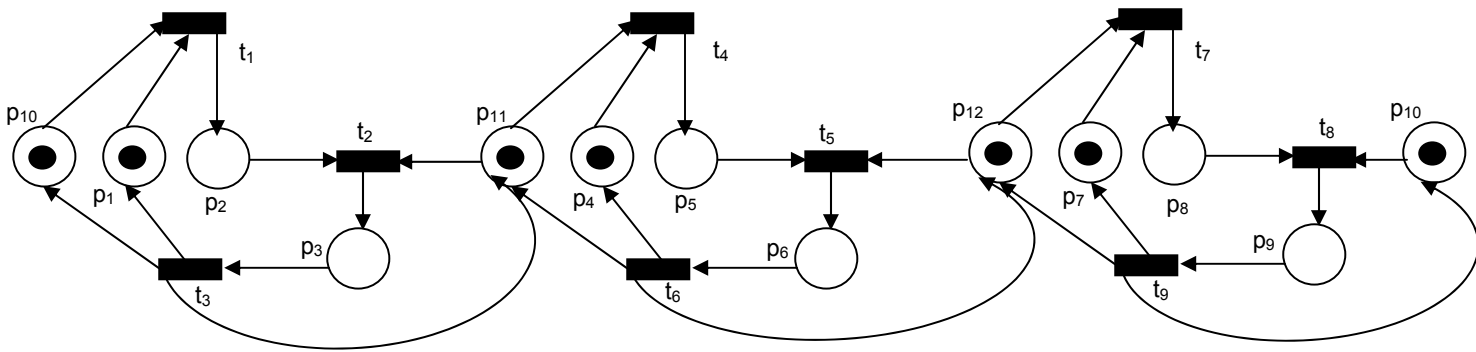 t₁ t₄ t₇
p₁₀ p₁₁ p₁₂ p₁₀
t₂ t₅ t₈
p₁ p₂ p₄ p₅ p₇ p₈
p₃ p₆ p₉
t₃ t₆ t₉